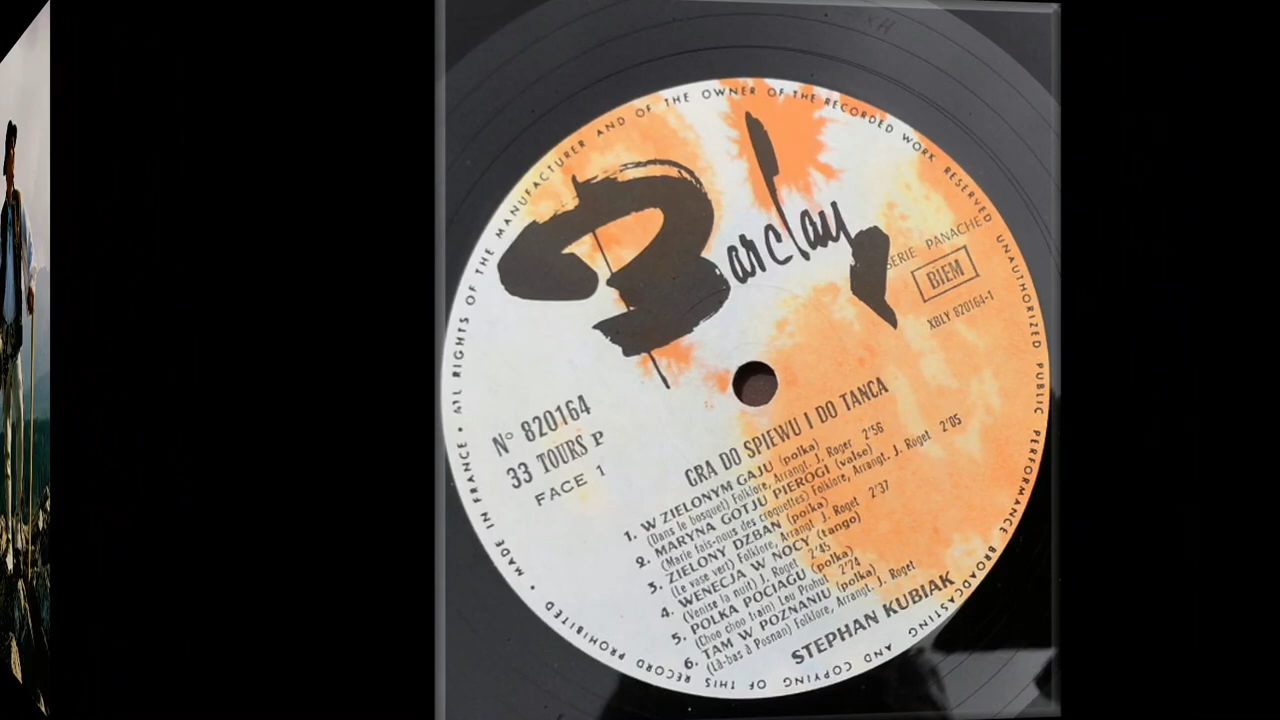 MADE IN FRANCE • ALL RIGHTS OF THE MANUFACTURER AND OF THE OWNER OF THE RECORDED WORK RESERVED UNAUTHORIZED PUBLIC PERFORMANCE BROADCASTING AND COPYING OF THIS RECORD PROHIBITED •
Barclay
SERIE PANACHE
BIEM
XBLY 820164-1
N° 820164
33 TOURS P
FACE 1
GRA DO SPIEWU I DO TANCA
1. W ZIELONYM GAJU (polka)
(Dans le bosquet) Folklore, Arrangt. J. Roger 2'56
2. MARYNA GOTJU PIEROGI (valse)
(Marie fais-nous des croquettes) Folklore, Arrangt. J. Roget 2'05
3. ZIELONY DZBAN (polka)
(Le vase vert) Folklore, Arrangt J. Roget 2'37
4. WENECJA W NOCY (tango)
(Venise la nuit) J. Roget 2'45
5. POLKA POCIAGU (polka)
(Choo choo train) Lou Prohut 2'24
6. TAM W POZNANIU (polka)
(Là-bas à Posnan) Folklore, Arrangt. J. Roget
STEPHAN KUBIAK